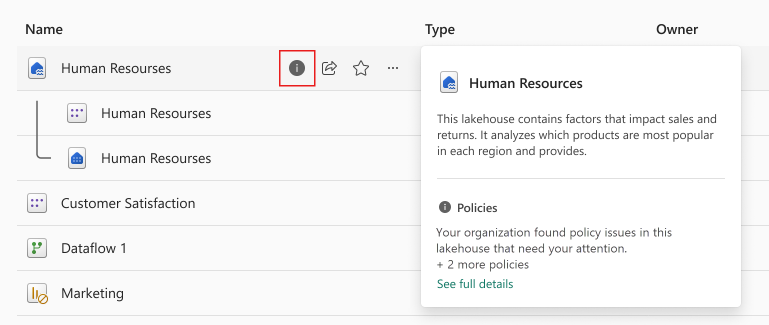 Name Type Owner
Human Resourses
Human Resourses
Human Resourses
Customer Satisfaction
Dataflow 1
Marketing
Human Resources
This lakehouse contains factors that impact sales and
returns. It analyzes which products are most popular
in each region and provides.
Policies
Your organization found policy issues in this
lakehouse that need your attention.
+ 2 more policies
See full details